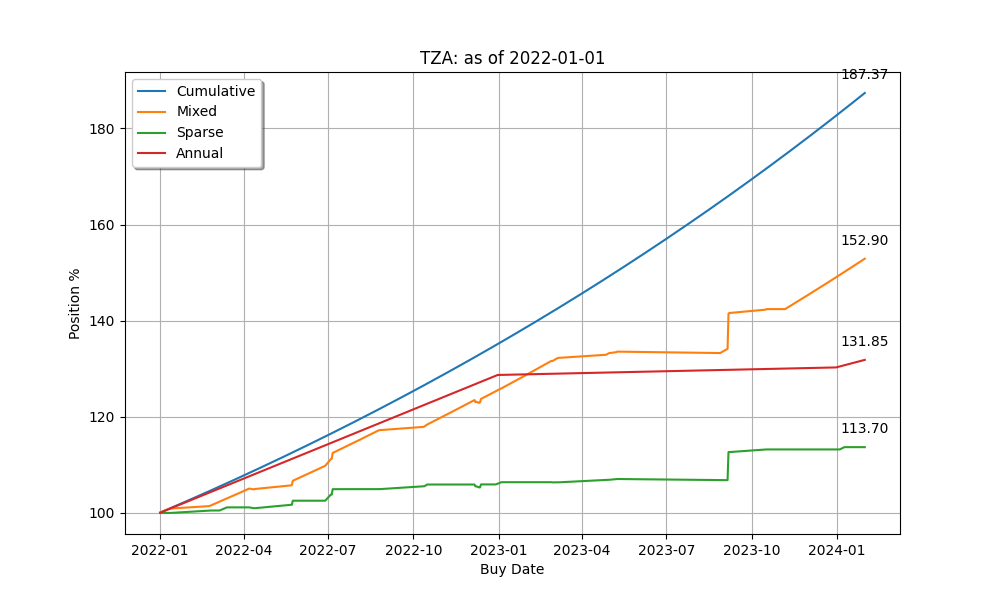 TZA: as of 2022-01-01
187.37
Cumulative
Mixed
Sparse
Annual
152.90
131.85
113.70
180
160
140
120
100
Position %
2022-01 2022-04 2022-07 2022-10 2023-01 2023-04 2023-07 2023-10 2024-01
Buy Date